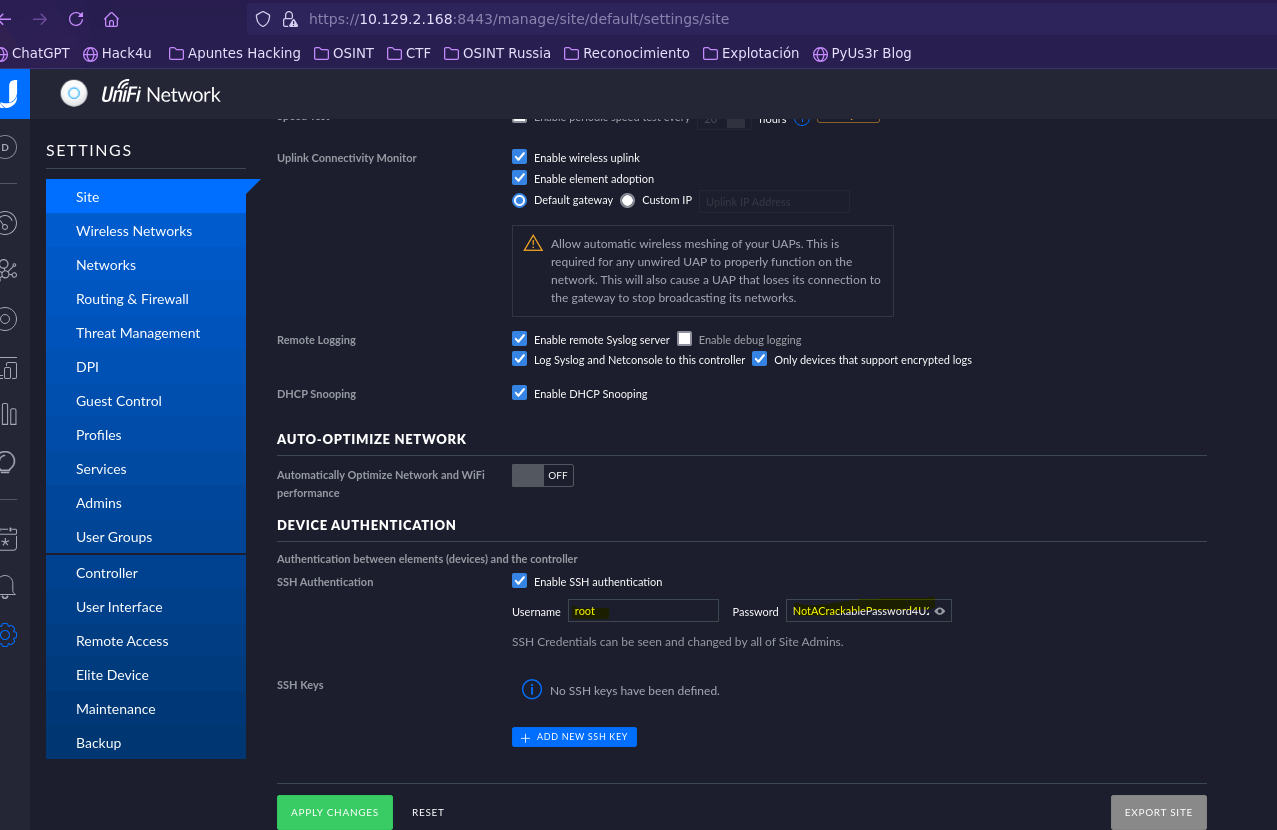 https://10.129.2.168:8443/manage/site/default/settings/site
ChatGPT Hack4u Apuntes Hacking OSINT CTF OSINT Russia Reconocimiento Explotación PyUs3r Blog
UniFi Network
Enable periodic speed test every 20 hours
D
SETTINGS
Site
Wireless Networks
Networks
Routing & Firewall
Threat Management
DPI
Guest Control
Profiles
Services
Admins
User Groups
Controller
User Interface
Remote Access
Elite Device
Maintenance
Backup
Uplink Connectivity Monitor
Enable wireless uplink
Enable element adoption
Default gateway Custom IP Uplink IP Address
Allow automatic wireless meshing of your UAPs. This is
required for any unwired UAP to properly function on the
network. This will also cause a UAP that loses its connection to
the gateway to stop broadcasting its networks.
Remote Logging
Enable remote Syslog server Enable debug logging
Log Syslog and Netconsole to this controller Only devices that support encrypted logs
DHCP Snooping
Enable DHCP Snooping
AUTO-OPTIMIZE NETWORK
Automatically Optimize Network and WiFi
performance
OFF
DEVICE AUTHENTICATION
Authentication between elements (devices) and the controller
SSH Authentication
Enable SSH authentication
Username root Password NotACrackablePassword4U2
SSH Credentials can be seen and changed by all of Site Admins.
SSH Keys
No SSH keys have been defined.
+ ADD NEW SSH KEY
APPLY CHANGES RESET EXPORT SITE